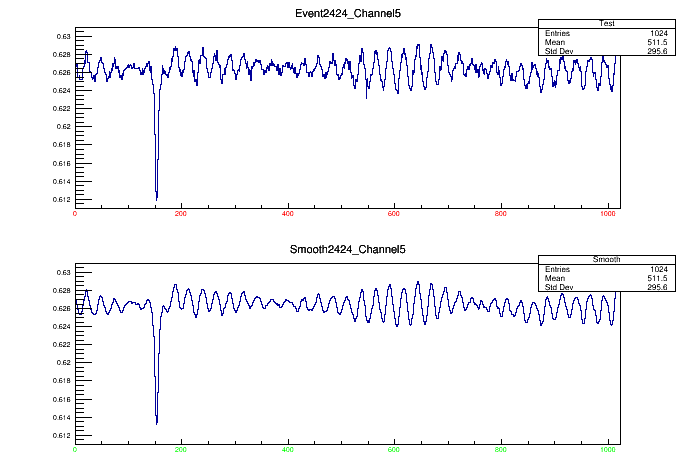 Event2424_Channel5
Test
Entries 1024
Mean 511.5
Std Dev 295.6
0.63
0.628
0.626
0.624
0.622
0.62
0.618
0.616
0.614
0.612
0 200 400 600 800 1000
Smooth2424_Channel5
Smooth
Entries 1024
Mean 511.5
Std Dev 295.6
0.63
0.628
0.626
0.624
0.622
0.62
0.618
0.616
0.614
0.612
0 200 400 600 800 1000